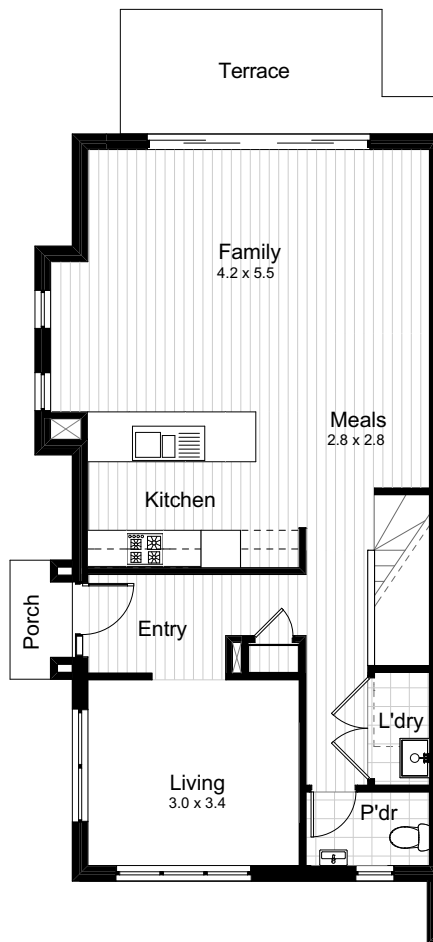 Terrace
Family
4.2 x 5.5
Meals
2.8 x 2.8
Kitchen
Porch
Entry
L'dry
Living
3.0 x 3.4
P'dr